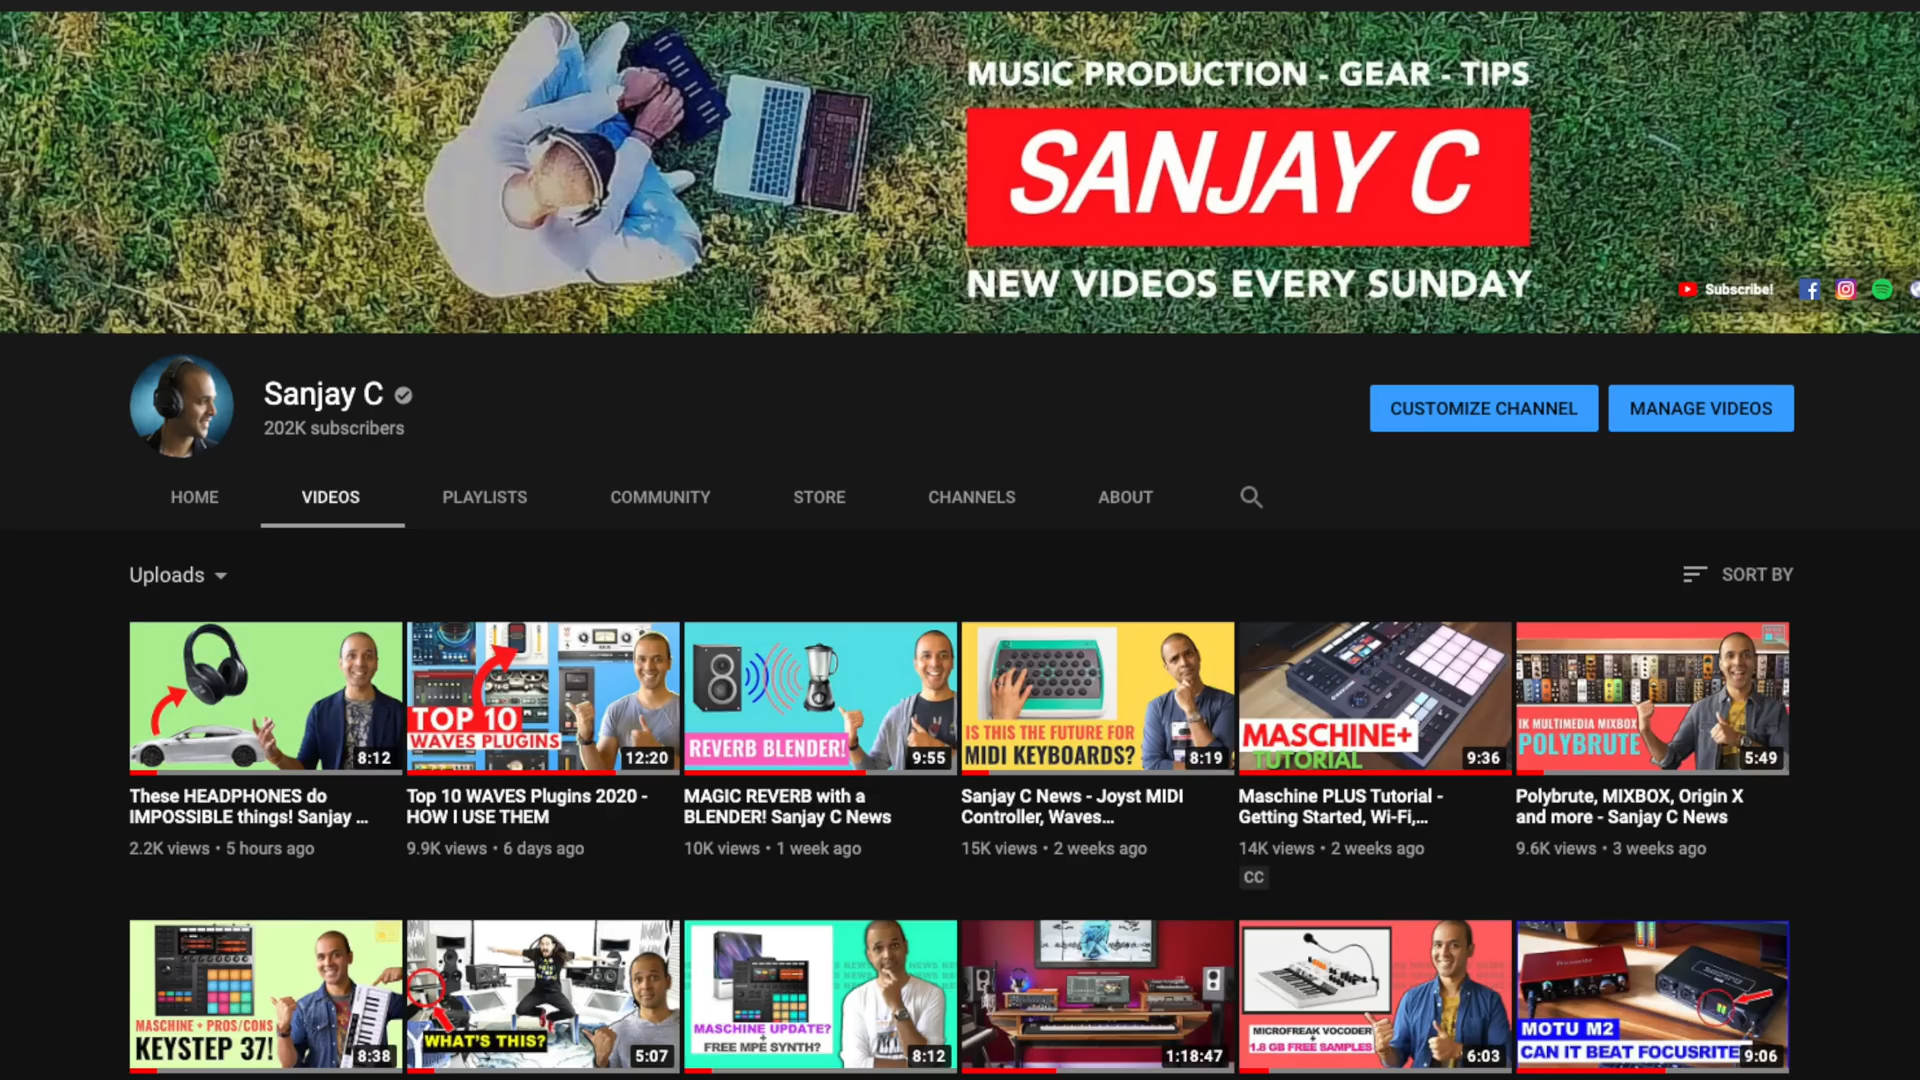 MUSIC PRODUCTION - GEAR - TIPS
SANJAY C
NEW VIDEOS EVERY SUNDAY
Subscribe!
Sanjay C
202K subscribers
CUSTOMIZE CHANNEL
MANAGE VIDEOS
HOME
VIDEOS
PLAYLISTS
COMMUNITY
STORE
CHANNELS
ABOUT
Uploads
SORT BY
8:12
TOP 10
WAVES PLUGINS
12:20
REVERB BLENDER!
9:55
IS THIS THE FUTURE FOR
MIDI KEYBOARDS?
8:19
MASCHINE+
TUTORIAL
9:36
IK MULTIMEDIA MIXBOX
POLYBRUTE
5:49
These HEADPHONES do
IMPOSSIBLE things! Sanjay ...
2.2K views • 5 hours ago
Top 10 WAVES Plugins 2020 -
HOW I USE THEM
9.9K views • 6 days ago
MAGIC REVERB with a
BLENDER! Sanjay C News
10K views • 1 week ago
Sanjay C News - Joyst MIDI
Controller, Waves...
15K views • 2 weeks ago
Maschine PLUS Tutorial -
Getting Started, Wi-Fi,...
14K views • 2 weeks ago
CC
Polybrute, MIXBOX, Origin X
and more - Sanjay C News
9.6K views • 3 weeks ago
MASCHINE + PROS/CONS
KEYSTEP 37!
8:38
WHAT'S THIS?
5:07
MASCHINE UPDATE?
+
FREE MPE SYNTH?
8:12
1:18:47
MICROFREAK VOCODER
+
1.8 GB FREE SAMPLES
6:03
MOTU M2
CAN IT BEAT FOCUSRITE
9:06